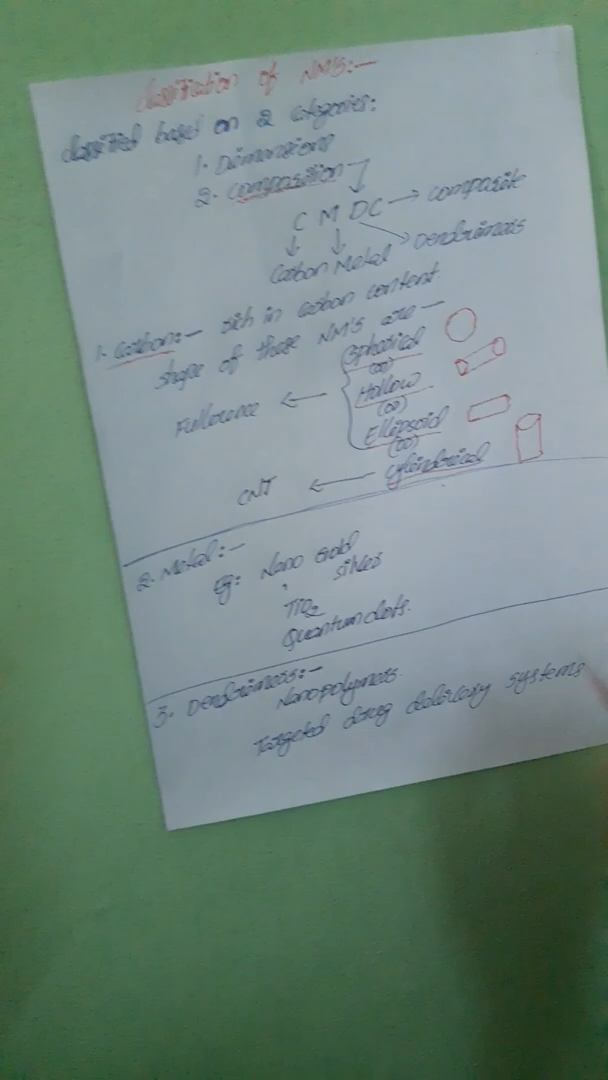 classification of NM's:-
classified based on 2 categories:
1. Dimensions
2. composition
C M DC → composite
Carbon Metal Dendrimers
1. Carbon:- rich in carbon content.
shape of these NM's are -
Spherical
(or)
Fullerene ← Hollow
(or)
Ellipsoid
(or)
CNT ← cylinderical
2. Metal:-
Eg: Nano Gold
, silver
TiO2
Quantum dots.
3. Dendrimers:-
Nanopolymers.
Targeted drug delivery systems